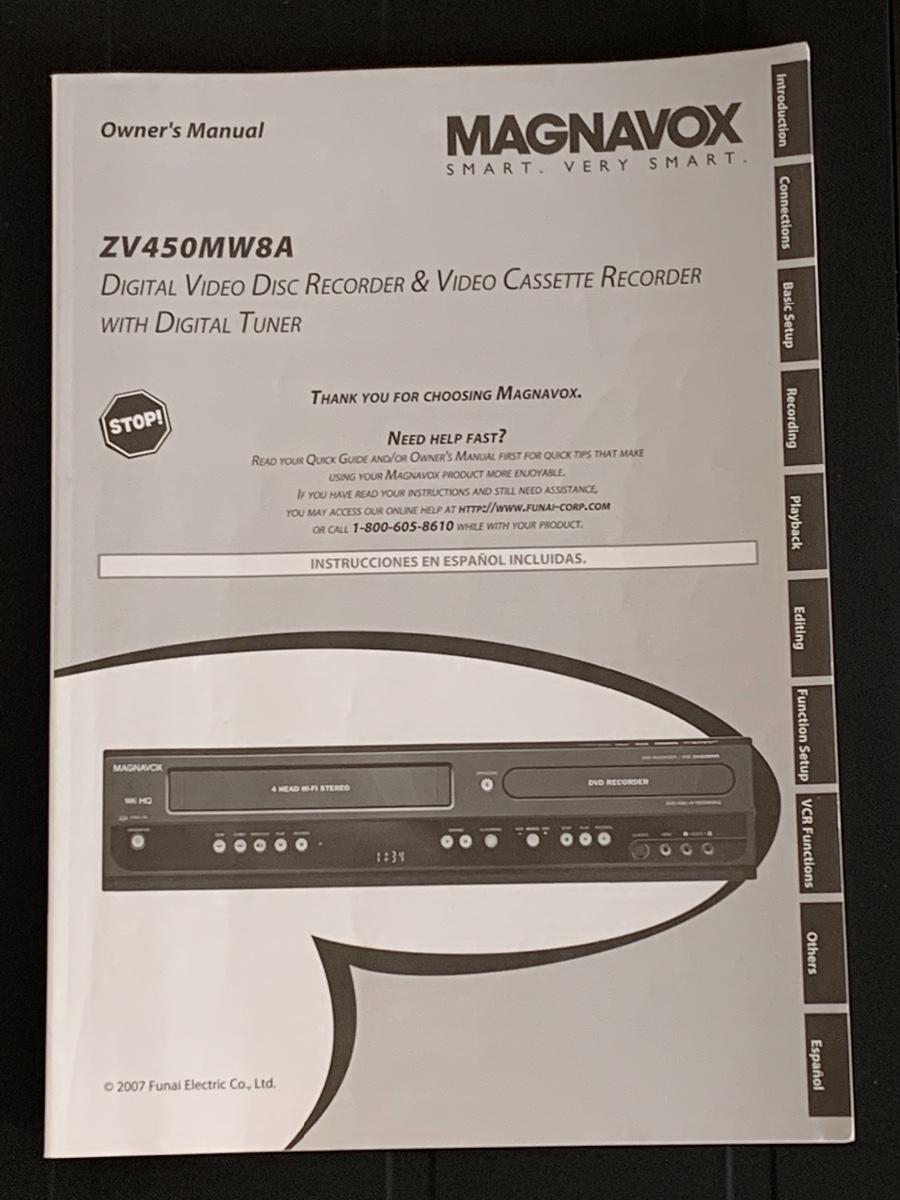 Owner's Manual
MAGNAVOX
SMART. VERY SMART.
ZV450MW8A
DIGITAL VIDEO DISC RECORDER & VIDEO CASSETTE RECORDER
WITH DIGITAL TUNER
STOP!
THANK YOU FOR CHOOSING MAGNAVOX.
NEED HELP FAST?
READ YOUR QUICK GUIDE AND/OR OWNER'S MANUAL FIRST FOR QUICK TIPS THAT MAKE
USING YOUR MAGNAVOX PRODUCT MORE ENJOYABLE.
IF YOU HAVE READ YOUR INSTRUCTIONS AND STILL NEED ASSISTANCE,
YOU MAY ACCESS OUR ONLINE HELP AT HTTP://WWW.FUNAI-CORP.COM
OR CALL 1-800-605-8610 WHILE WITH YOUR PRODUCT.
INSTRUCCIONES EN ESPAÑOL INCLUIDAS.
MAGNAVOX
4 HEAD HI-FI STEREO
DVD RECORDER
VHS HQ
1:34
© 2007 Funai Electric Co., Ltd.
Introduction
Connections
Basic Setup
Recording
Playback
Editing
Function Setup
VCR Functions
Others
Español